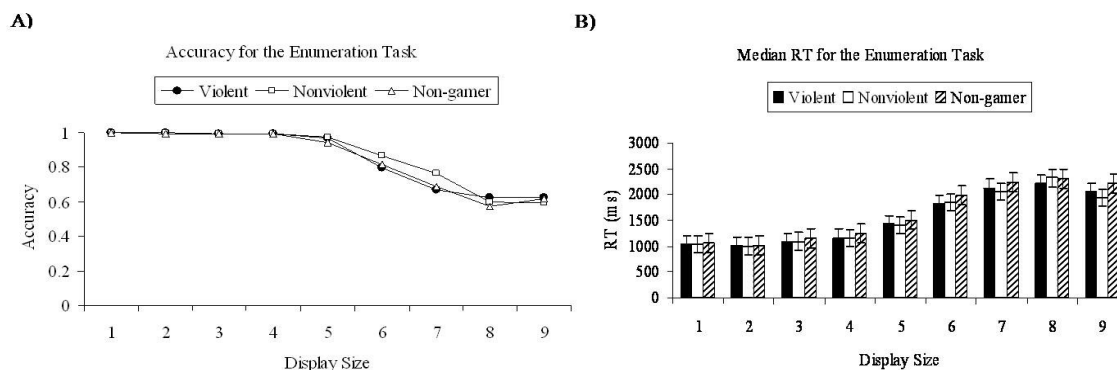 A)
Accuracy for the Enumeration Task
Violent Nonviolent Non-gamer
1
0.8
0.6
0.4
0.2
0
Accuracy
1 2 3 4 5 6 7 8 9
Display Size
B)
Median RT for the Enumeration Task
Violent Nonviolent Non-gamer
3000
2500
2000
1500
1000
500
0
RT (ms)
1 2 3 4 5 6 7 8 9
Display Size